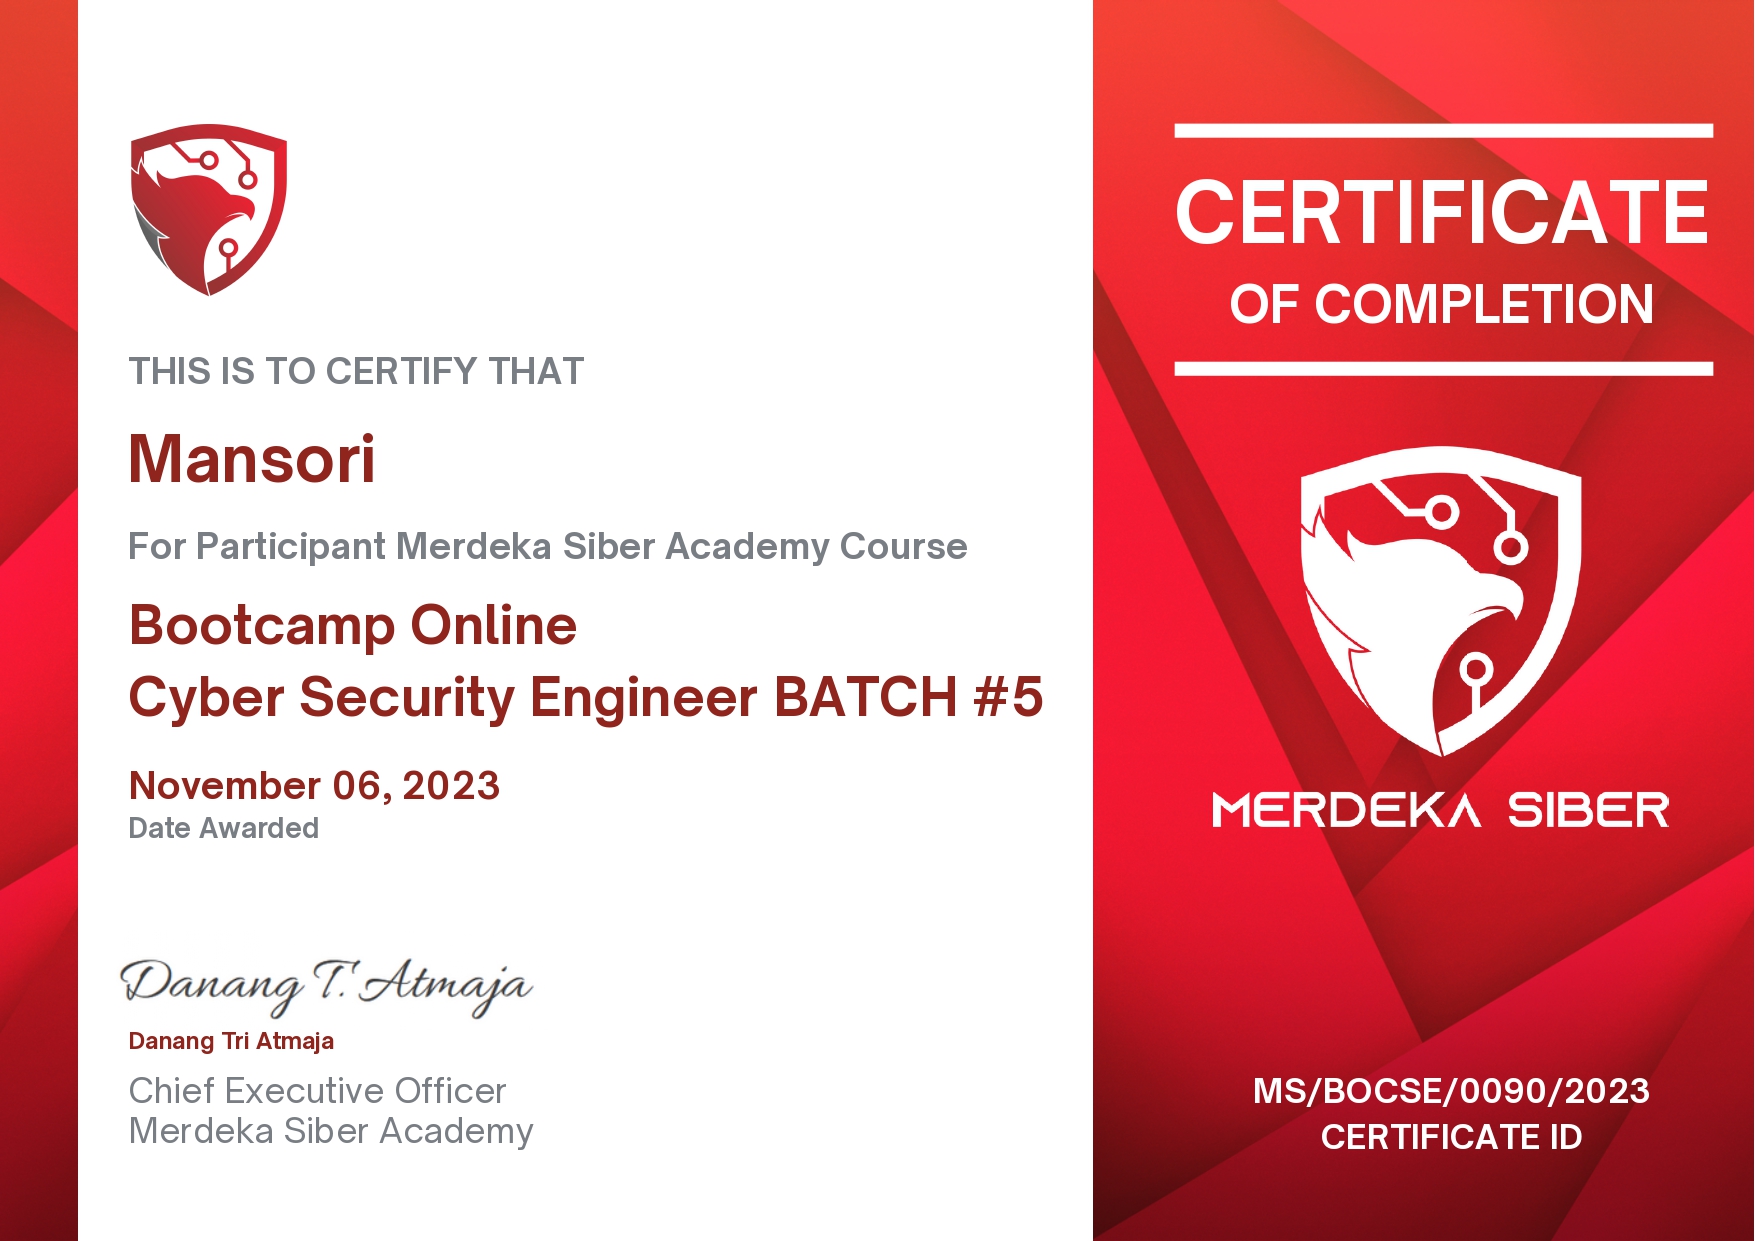 THIS IS TO CERTIFY THAT
Mansori
For Participant Merdeka Siber Academy Course
Bootcamp Online
Cyber Security Engineer BATCH #5
November 06, 2023
Date Awarded
Danang T. Atmaja
Danang Tri Atmaja
Chief Executive Officer
Merdeka Siber Academy
CERTIFICATE
OF COMPLETION
MERDEKA SIBER
MS/BOCSE/0090/2023
CERTIFICATE ID